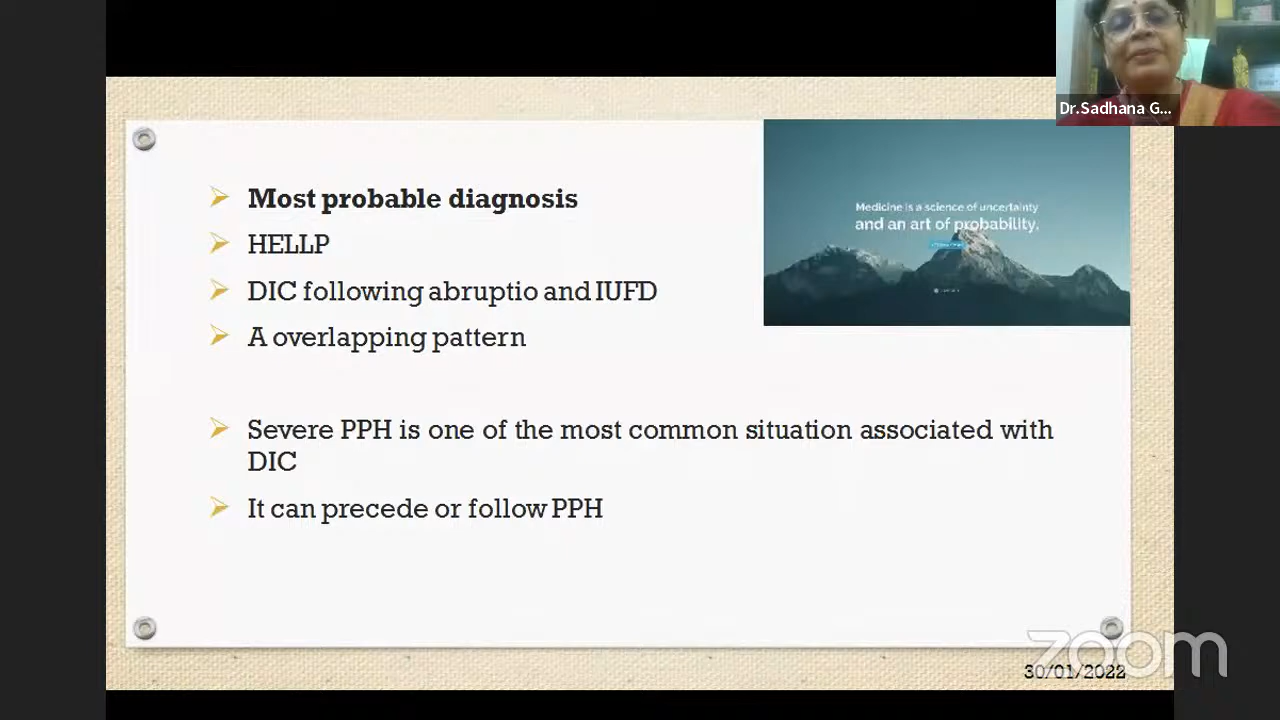 Dr.Sadhana G...
Most probable diagnosis
HELLP
DIC following abruptio and IUFD
A overlapping pattern
Medicine is a science of uncertainty
and an art of probability.
Severe PPH is one of the most common situation associated with
DIC
It can precede or follow PPH
zoom
30/01/2022